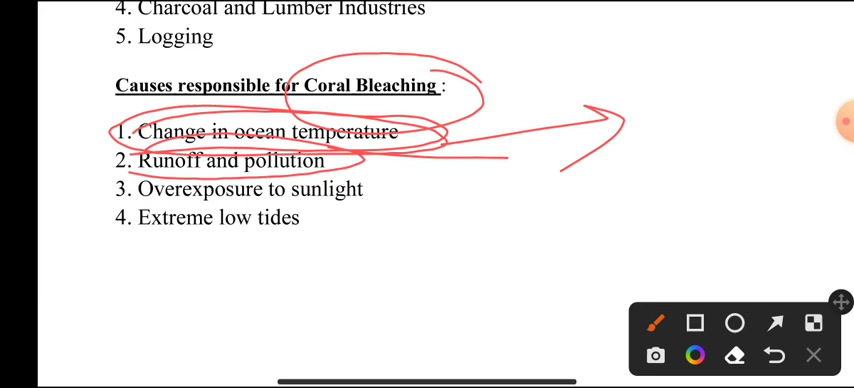 4. Charcoal and Lumber Industries
5. Logging
Causes responsible for Coral Bleaching :
1. Change in ocean temperature
2. Runoff and pollution
3. Overexposure to sunlight
4. Extreme low tides